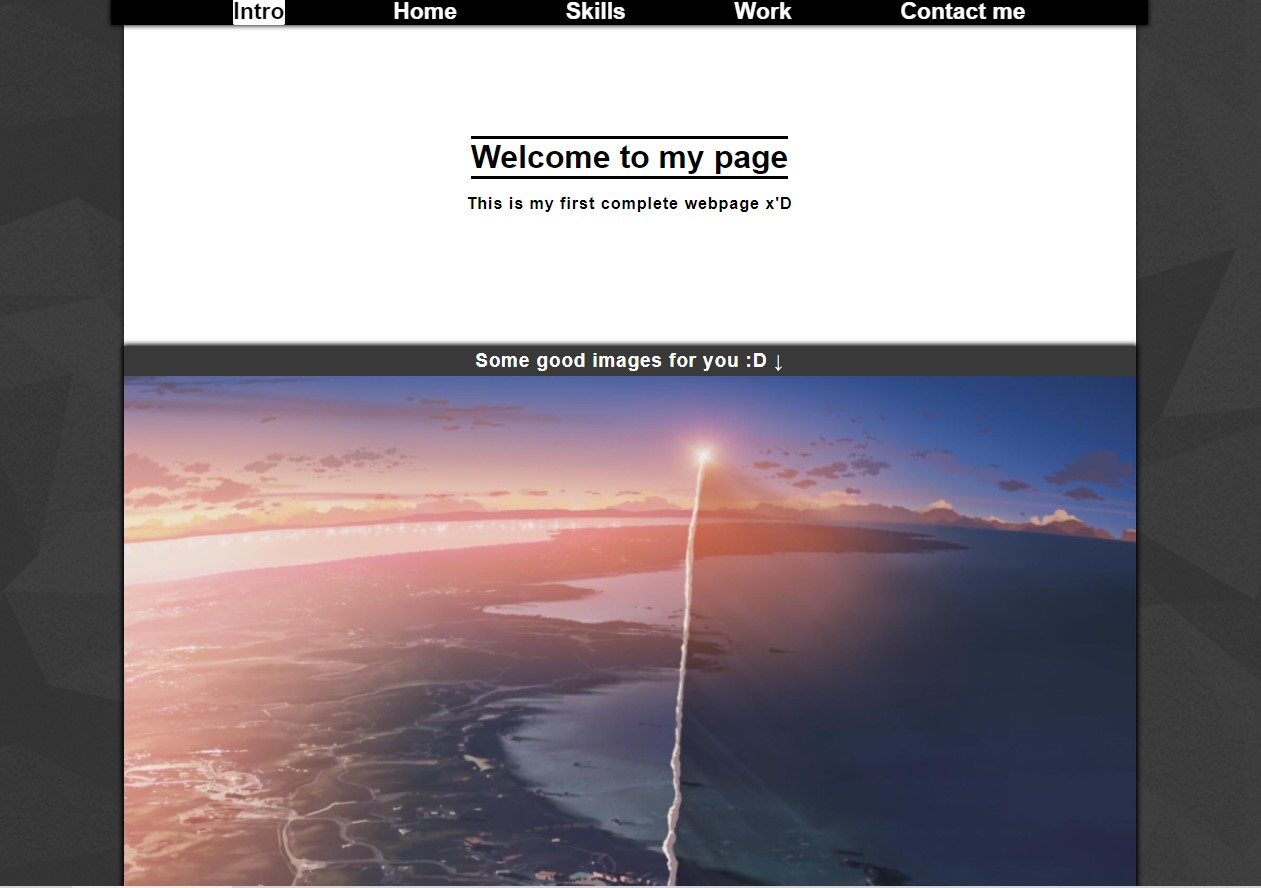 Intro Home Skills Work Contact me
Welcome to my page
This is my first complete webpage x'D
Some good images for you :D ↓